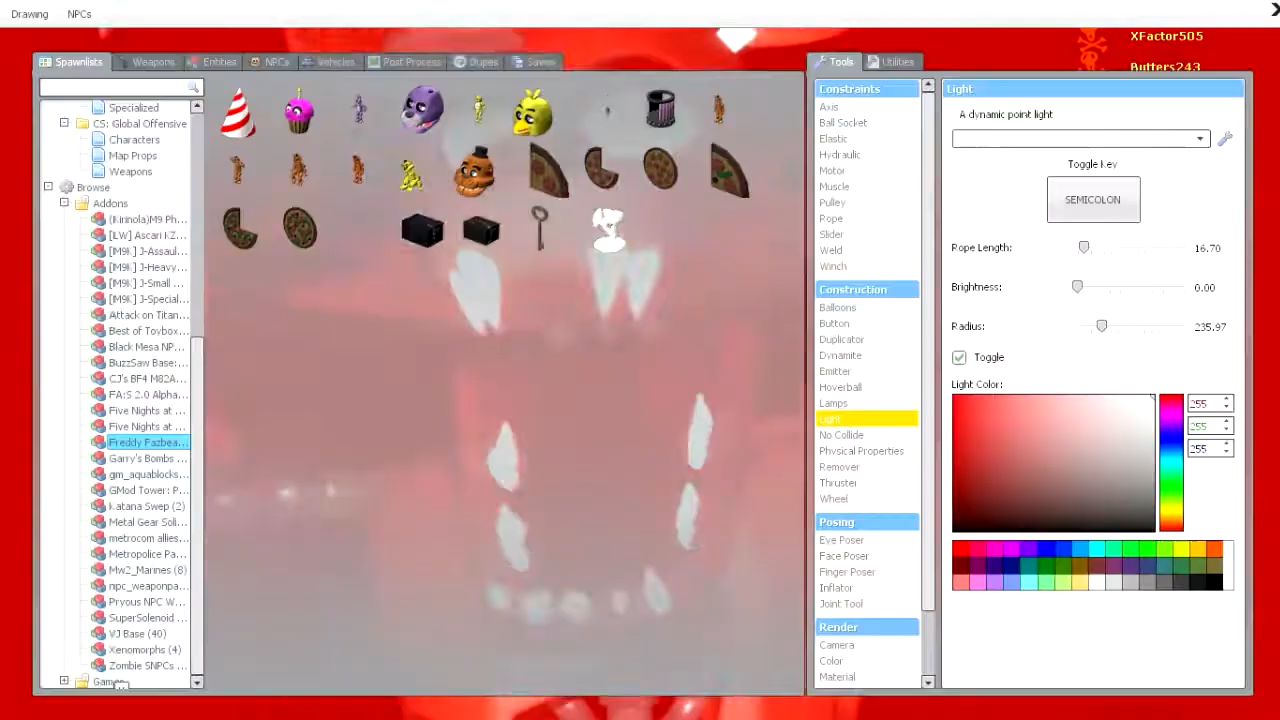 Drawing NPCs
XFactor505
Butters243
Spawnlists Weapons Entities NPCs Vehicles Post Process Dupes Saves
Tools Utilities
Specialized
CS: Global Offensive
Characters
Map Props
Weapons
Browse
Addons
(Kirinola)M9 Ph...
[LW] Ascari KZ...
[M9K] J-Assaul...
[M9K] J-Heavy...
[M9K] J-Small ...
[M9K] J-Special...
Attack on Titan...
Best of Toybox...
Black Mesa NP...
BuzzSaw Base:...
CJ's BF4 M82A...
FA:S 2.0 Alpha...
Five Nights at ...
Five Nights at ...
Freddy Fazbea...
Garry's Bombs ...
gm_aquablocks...
GMod Tower: P...
Katana Swep (2)
Metal Gear Soli...
metrocom allies...
Metropolice Pa...
Mw2_Marines (8)
npc_weaponpa...
Pryous NPC W...
SuperSolenoid ...
VJ Base (40)
Xenomorphs (4)
Zombie SNPCs ...
Games
Constraints
Axis
Ball Socket
Elastic
Hydraulic
Motor
Muscle
Pulley
Rope
Slider
Weld
Winch
Construction
Balloons
Button
Duplicator
Dynamite
Emitter
Hoverball
Lamps
Light
No Collide
Physical Properties
Remover
Thruster
Wheel
Posing
Eye Poser
Face Poser
Finger Poser
Inflator
Joint Tool
Render
Camera
Color
Material
Light
A dynamic point light
Toggle Key
SEMICOLON
Rope Length: 16.70
Brightness: 0.00
Radius: 235.97
Toggle
Light Color:
255
255
255